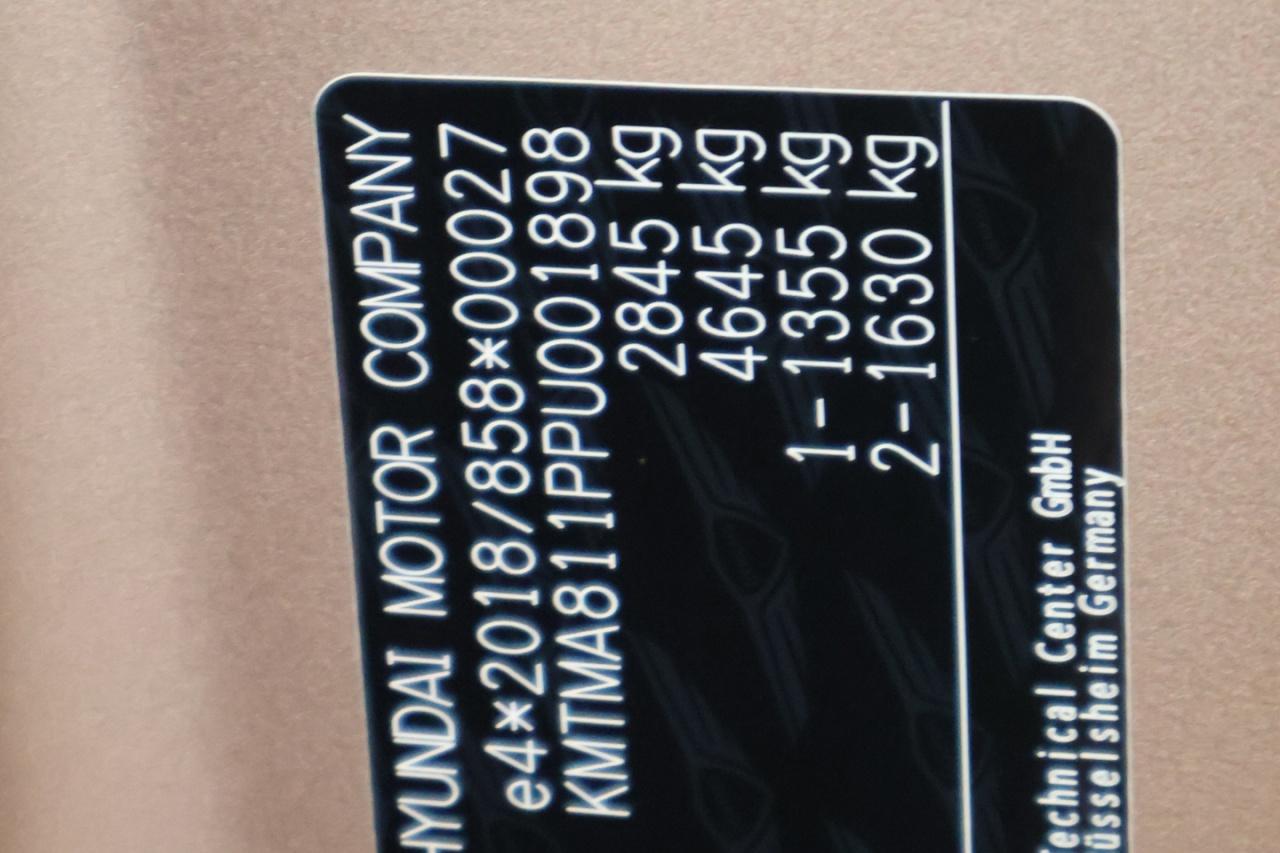 HYUNDAI MOTOR COMPANY
e4*2018/858*00027
KMTMA811PPU001898
2845 kg
4645 kg
1- 1355 kg
2- 1630 kg
Technical Center GmbH
üsselsheim Germany